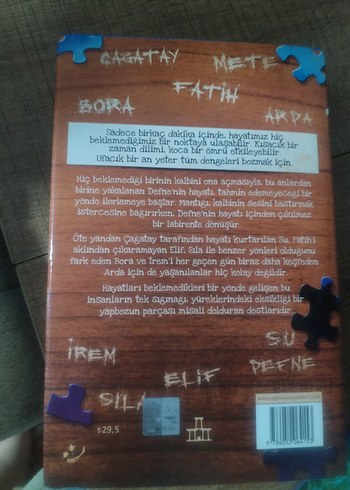 ÇAGATAY
METE
FATİH
BORA
ARDA
Sadece birkaç dakika içinde, hayatımız hiç
beklemediğimiz bir noktaya ulaşabilir. Kısacık bir
zaman dilimi, koca bir ömrü etkileyebilir.
Ufacık bir an yeter tüm dengeleri bozmak için.
Hiç beklemediği birinin kalbini ona açmasıyla, bu anlardan
birine yakalanan Defne'nin hayatı, tahmin edemeyeceği bir
yönde ilerlemeye başlar. Mantığı, kalbinin sesini bastırmak
istercesine bağırırken, Defne'nin hayatı içinden çıkılmaz
bir labirente dönüşür.
Öte yandan Çagatay tarafından hayatı kurtarılan Su, Fatih'i
aklından çıkaramayan Elif, Sıla ile benzer yönleri olduğunu
fark eden Bora ve İrem'i her geçen gün biraz daha keşfeden
Arda için de yaşanılanlar hiç kolay değildir.
Hayatları beklemedikleri bir yönde gelişen bu
insanların tek sığınağı, yüreklerindeki eksikliği bir
yapbozun parçası misali dolduran dostlarıdır.
İREM
SU
DEFNE
ELİF
SILA
₺29,5